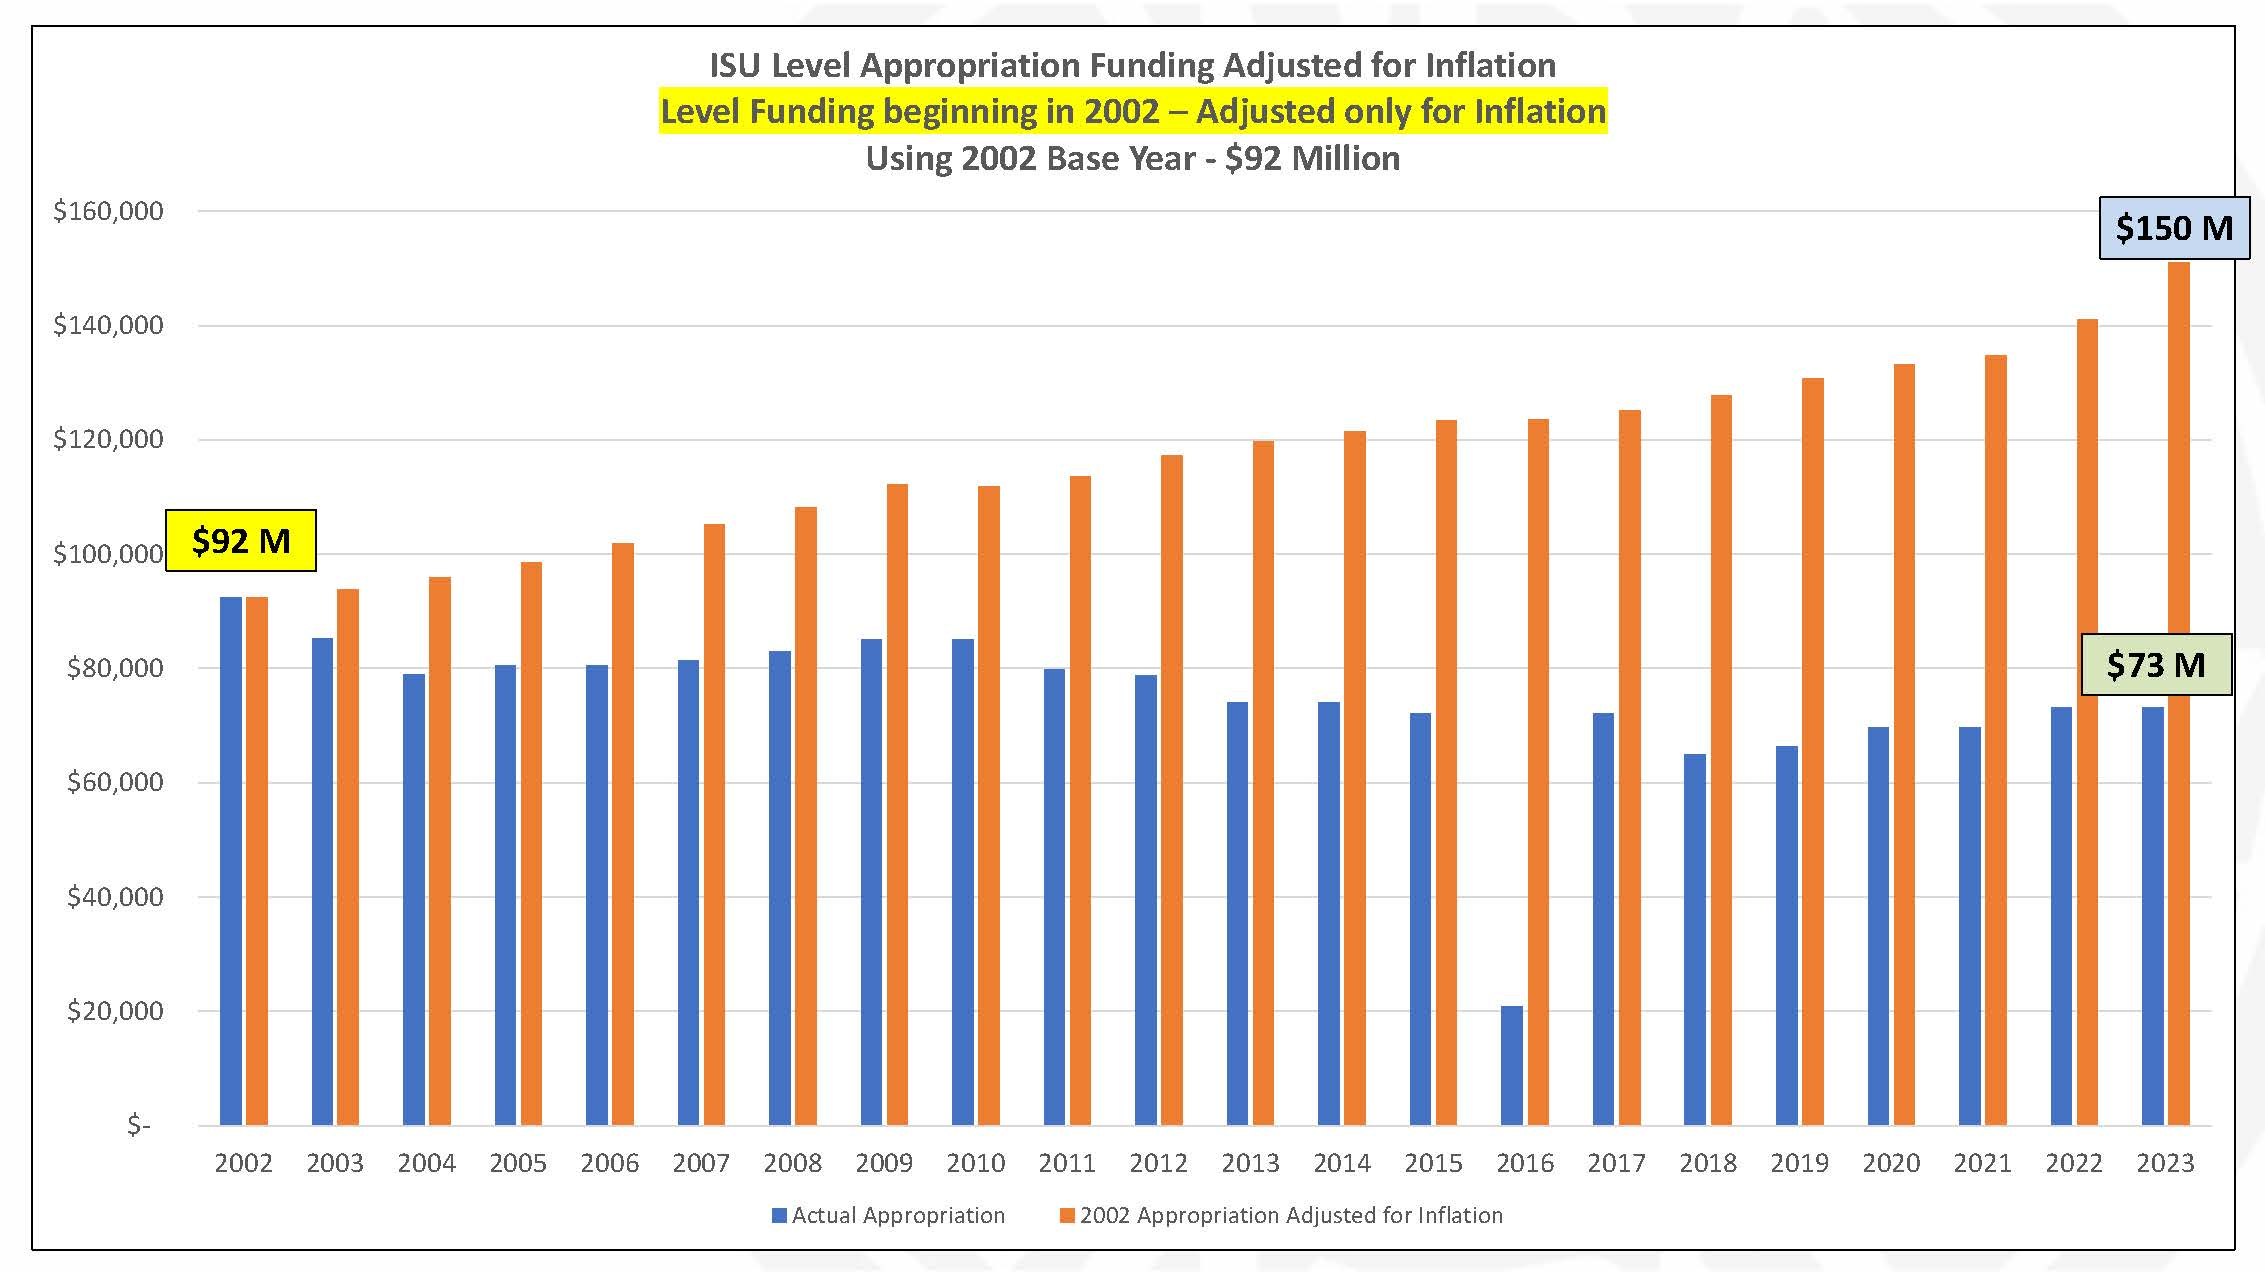 ISU Level Appropriation Funding Adjusted for Inflation
Level Funding beginning in 2002 – Adjusted only for Inflation
Using 2002 Base Year - $92 Million
$160,000
$150 M
$140,000
$120,000
$100,000
$92 M
$80,000
$73 M
$60,000
$40,000
$20,000
$-
2002 2003 2004 2005 2006 2007 2008 2009 2010 2011 2012 2013 2014 2015 2016 2017 2018 2019 2020 2021 2022 2023
Actual Appropriation 2002 Appropriation Adjusted for Inflation